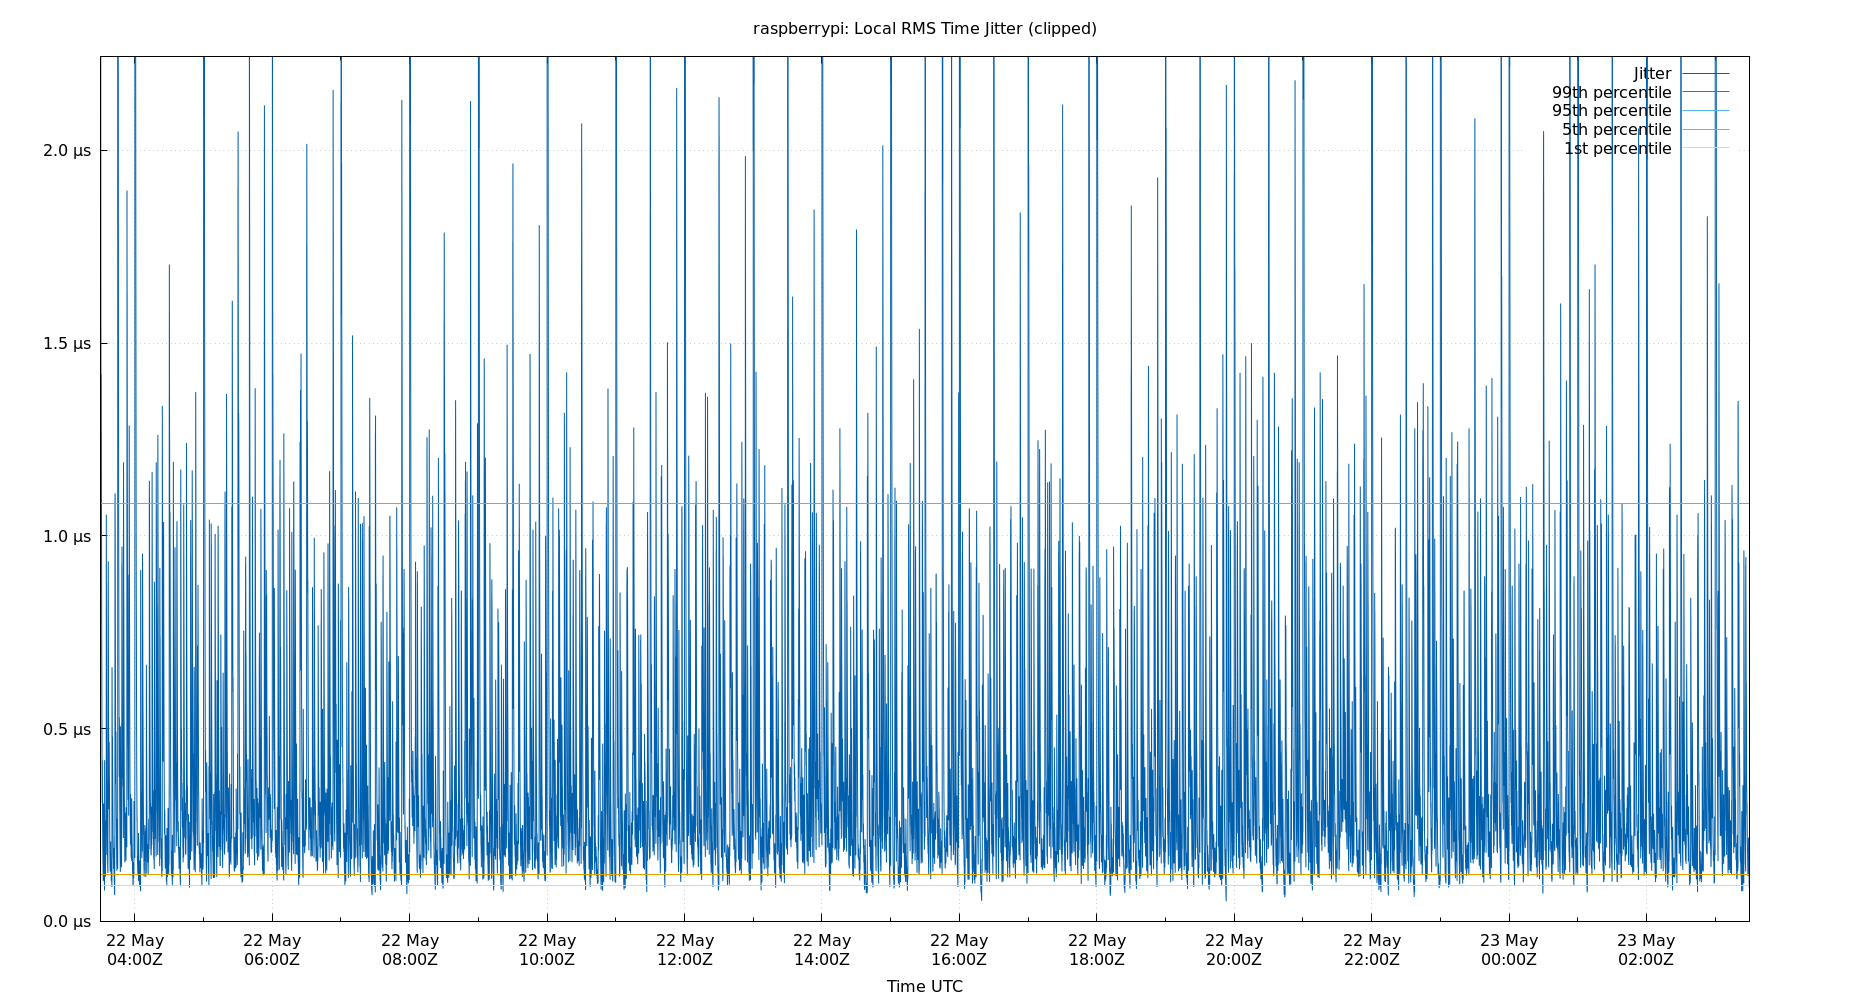 raspberrypi: Local RMS Time Jitter (clipped)
Jitter
99th percentile
95th percentile
5th percentile
1st percentile
2.0 µs
1.5 µs
1.0 µs
0.5 µs
0.0 µs
22 May 22 May 22 May 22 May 22 May 22 May 22 May 22 May 22 May 22 May 23 May 23 May
04:00Z 06:00Z 08:00Z 10:00Z 12:00Z 14:00Z 16:00Z 18:00Z 20:00Z 22:00Z 00:00Z 02:00Z
Time UTC